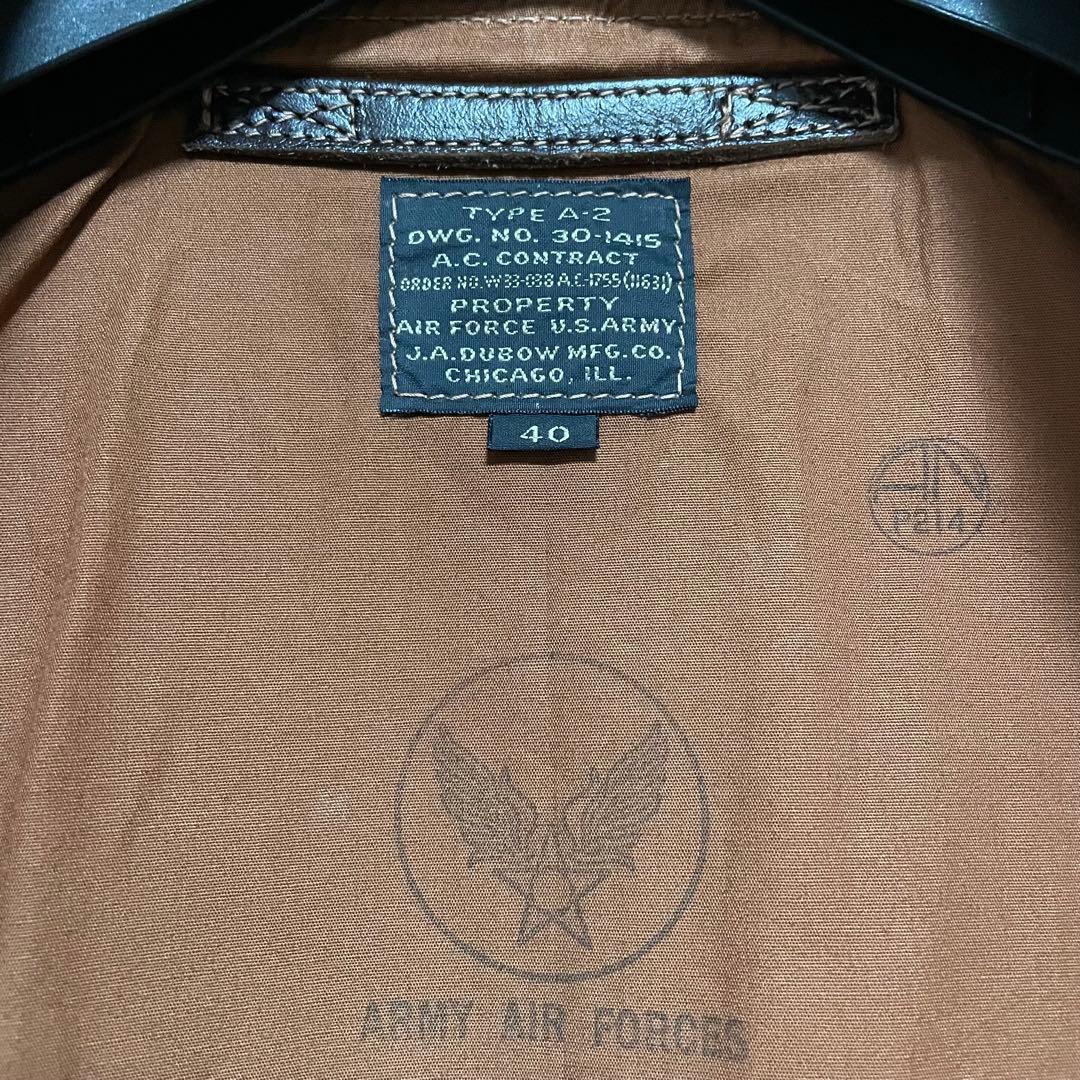 TYPE A-2
DWG. NO. 30-1415
A.C. CONTRACT
ORDER NO. W33-038 A.C-1755 (11631)
PROPERTY
AIR FORCE U.S. ARMY
J.A. DUBOW MFG. CO.
CHICAGO, ILL.
40
AN
P214
ARMY AIR FORCES